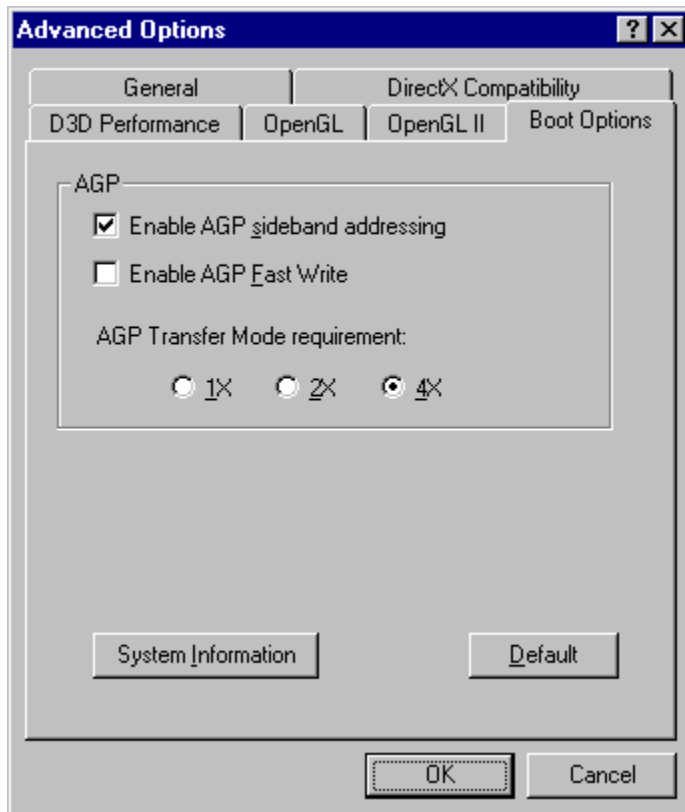 Advanced Options
General DirectX Compatibility
D3D Performance OpenGL OpenGL II Boot Options
AGP
Enable AGP sideband addressing
Enable AGP Fast Write
AGP Transfer Mode requirement:
1X 2X 4X
System Information Default
OK Cancel